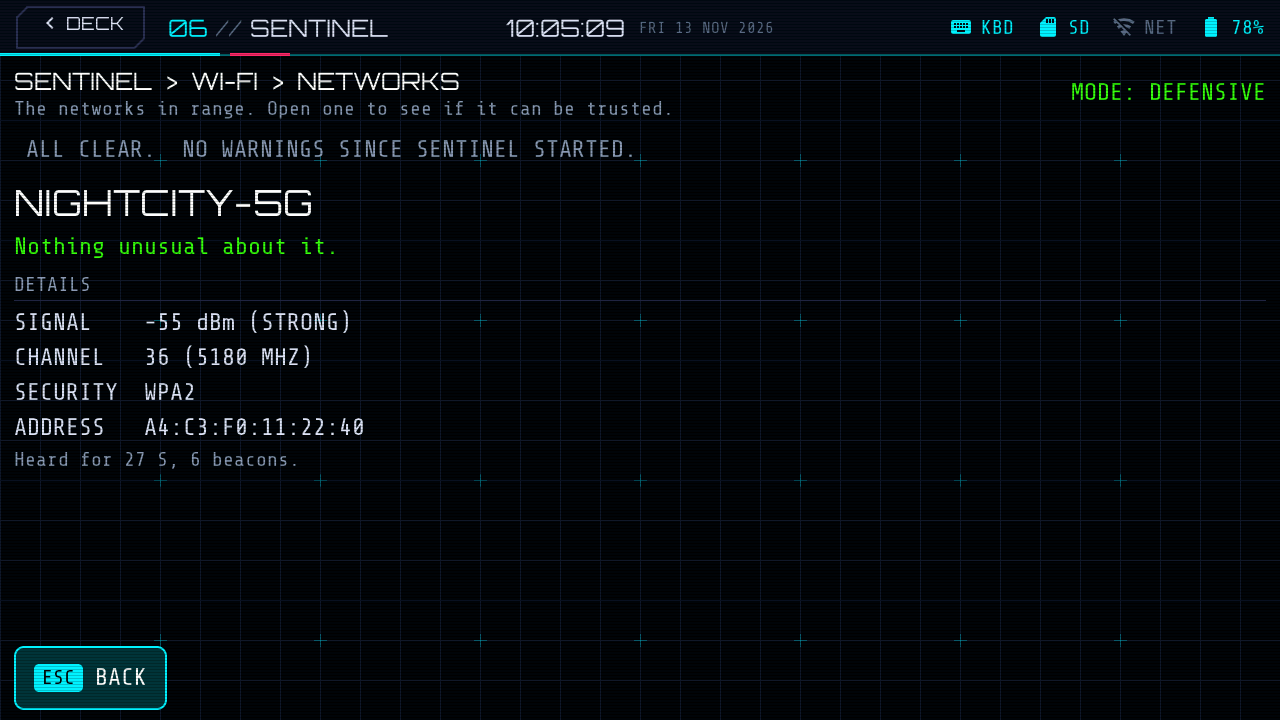 < DECK 06 // SENTINEL 10:05:09 FRI 13 NOV 2026 KBD SD NET 78%
SENTINEL > WI-FI > NETWORKS
The networks in range. Open one to see if it can be trusted.
MODE: DEFENSIVE
ALL CLEAR. NO WARNINGS SINCE SENTINEL STARTED.
NIGHTCITY-5G
Nothing unusual about it.
DETAILS
SIGNAL -55 dBm (STRONG)
CHANNEL 36 (5180 MHZ)
SECURITY WPA2
ADDRESS A4:C3:F0:11:22:40
Heard for 27 S, 6 beacons.
ESC BACK